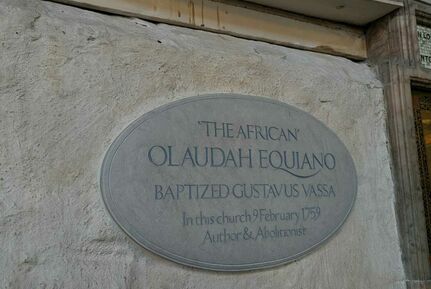 'THE AFRICAN'
OLAUDAH EQUIANO
BAPTIZED GUSTAVUS VASSA
In this church 9 February 1759
Author & Abolitionist